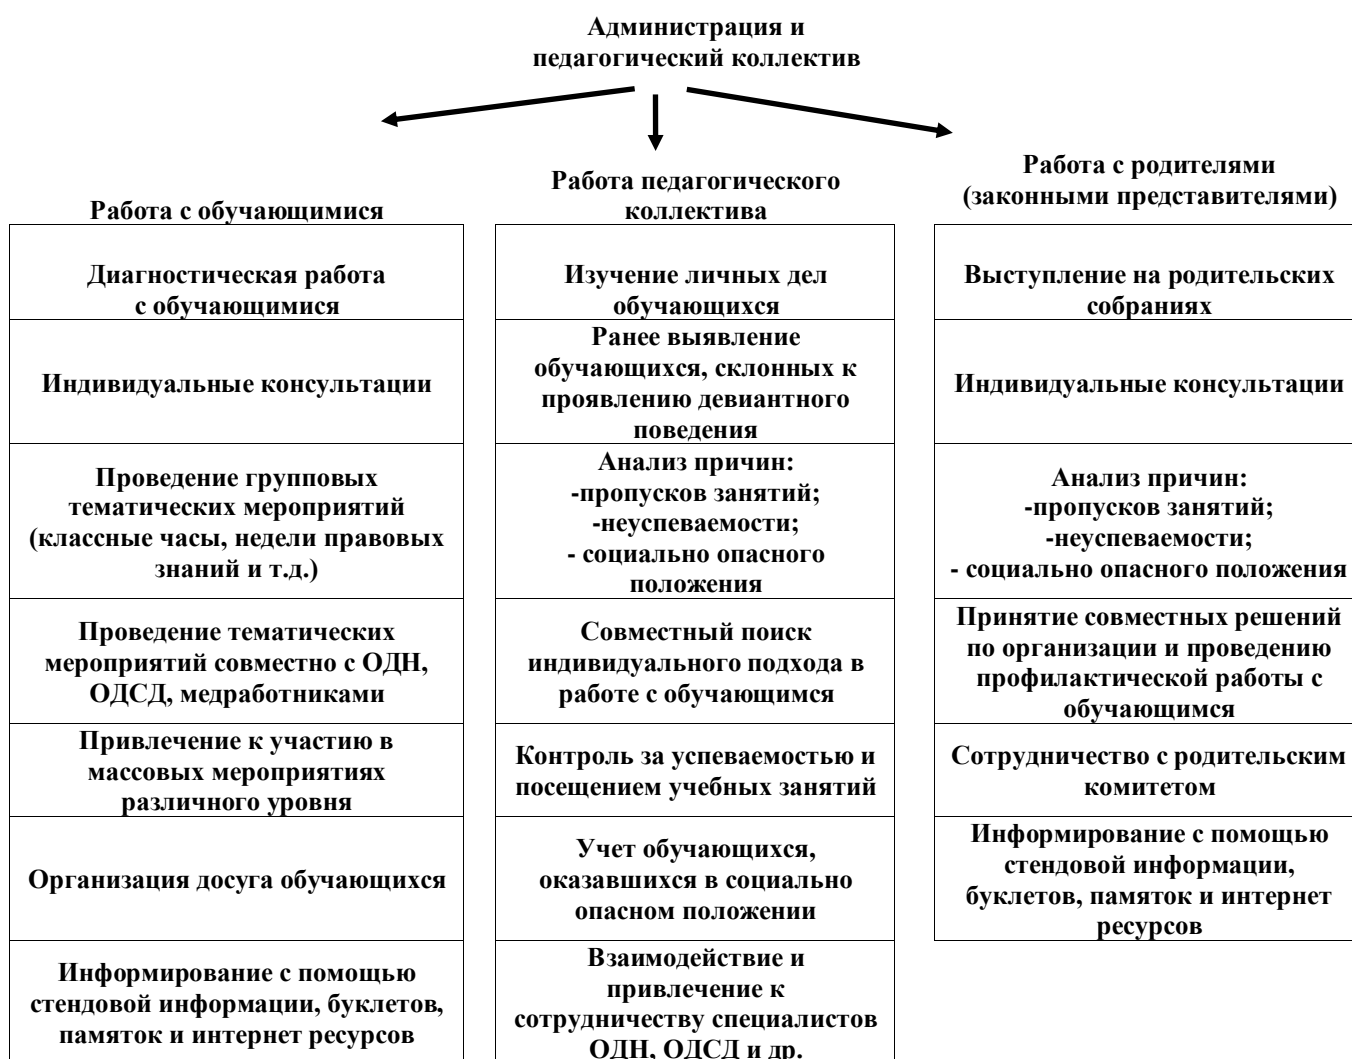 Администрация и
педагогический коллектив
Работа с обучающимися
Диагностическая работа
с обучающимися
Индивидуальные консультации
Проведение групповых
тематических мероприятий
(классные часы, недели правовых
знаний и т.д.)
Проведение тематических
мероприятий совместно с ОДН,
ОДСД, медработниками
Привлечение к участию в
массовых мероприятиях
различного уровня
Организация досуга обучающихся
Информирование с помощью
стендовой информации, буклетов,
памяток и интернет ресурсов
Работа педагогического
коллектива
Изучение личных дел
обучающихся
Ранее выявление
обучающихся, склонных к
проявлению девиантного
поведения
Анализ причин:
-пропусков занятий;
-неуспеваемости;
- социально опасного
положения
Совместный поиск
индивидуального подхода в
работе с обучающимся
Контроль за успеваемостью и
посещением учебных занятий
Учет обучающихся,
оказавшихся в социально
опасном положении
Взаимодействие и
привлечение к
сотрудничеству специалистов
ОДН, ОДСД и др.
Работа с родителями
(законными представителями)
Выступление на родительских
собраниях
Индивидуальные консультации
Анализ причин:
-пропусков занятий;
-неуспеваемости;
- социально опасного положения
Принятие совместных решений
по организации и проведению
профилактической работы с
обучающимся
Сотрудничество с родительским
комитетом
Информирование с помощью
стендовой информации,
буклетов, памяток и интернет
ресурсов